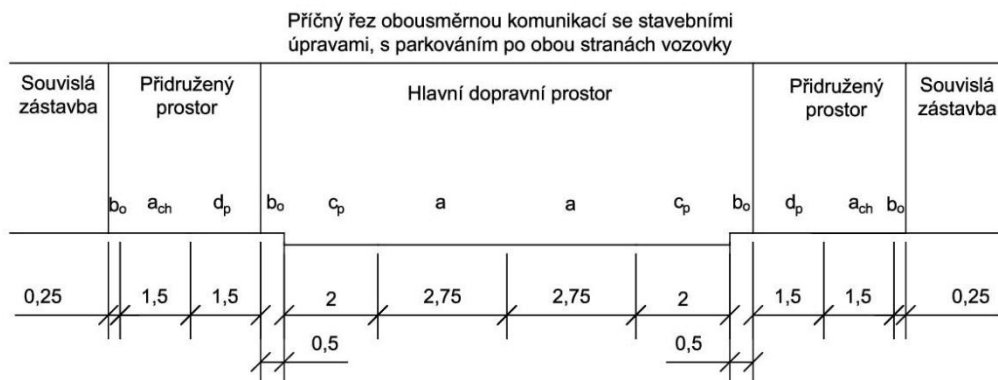 Příčný řez obousměrnou komunikací se stavebními
úpravami, s parkováním po obou stranách vozovky
Souvislá
zástavba
Přidružený
prostor
Hlavní dopravní prostor
Přidružený
prostor
Souvislá
zástavba
bo ach dp bo cp a a cp bo dp ach bo
0,25 1,5 1,5 2 2,75 2,75 2 1,5 1,5 0,25
0,5 0,5